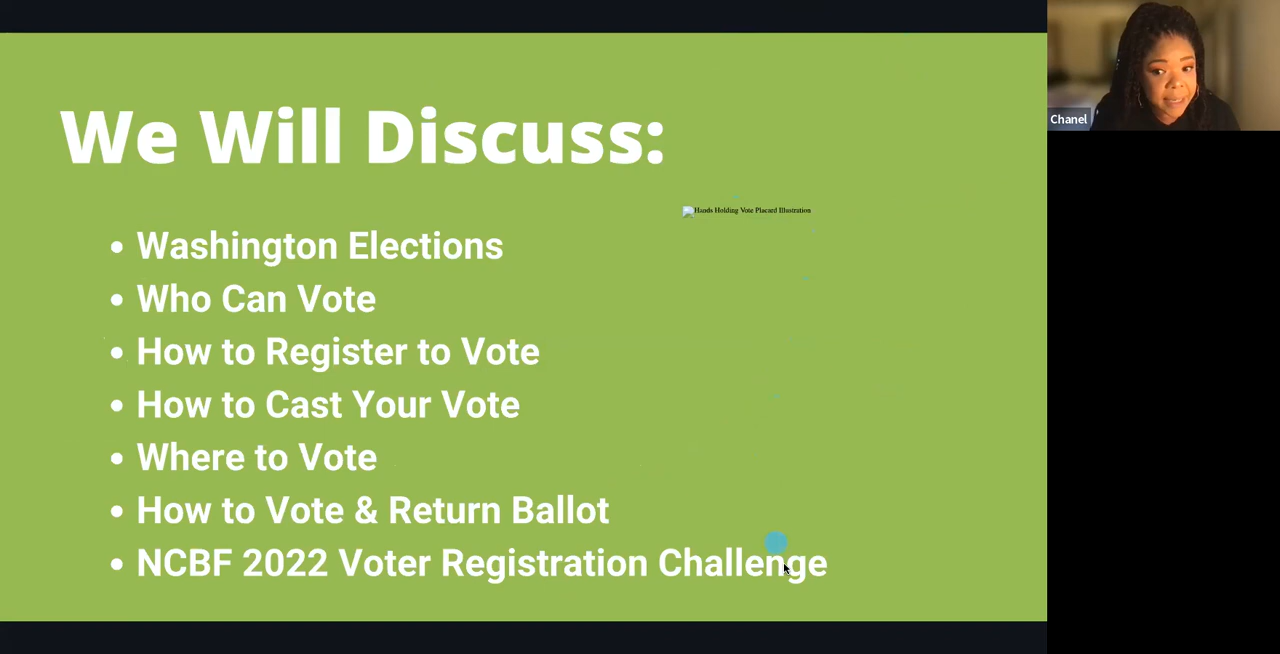 We Will Discuss:
Hands Holding Vote Placard Illustration
• Washington Elections
• Who Can Vote
• How to Register to Vote
• How to Cast Your Vote
• Where to Vote
• How to Vote & Return Ballot
• NCBF 2022 Voter Registration Challenge
Chanel